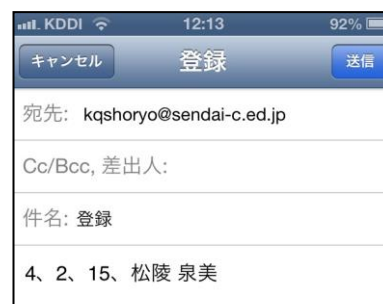 KDDI 12:13 92%
キャンセル 登録 送信
宛先: kqshoryo@sendai-c.ed.jp
Cc/Bcc, 差出人:
件名: 登録
4、2、15、松陵 泉美